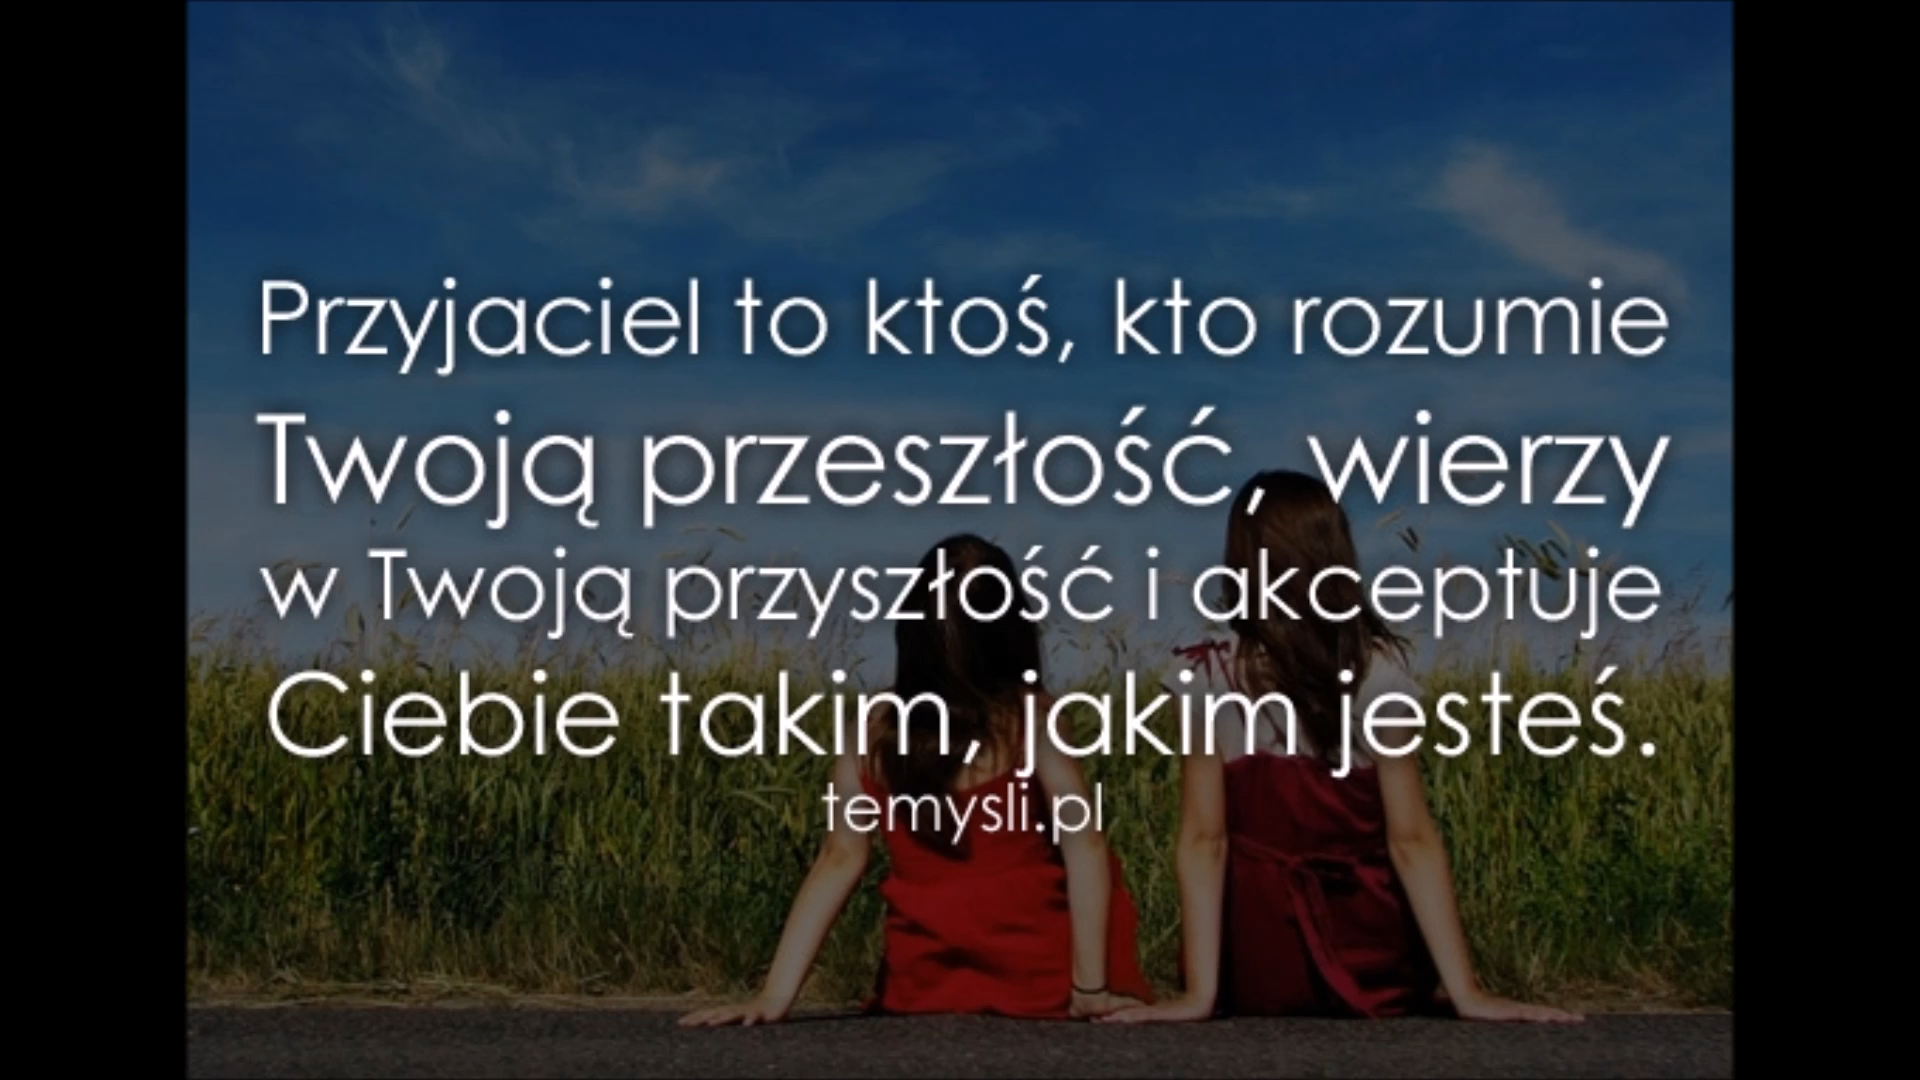 Przyjaciel to ktoś, kto rozumie
Twoją przeszłość, wierzy
w Twoją przyszłość i akceptuje
Ciebie takim, jakim jesteś.
temysli.pl